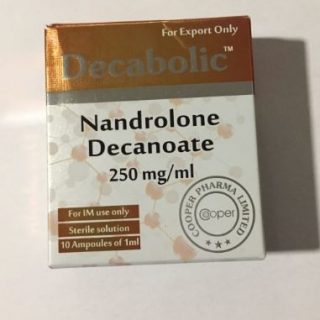 For Export Only
Decabolic™
Nandrolone
Decanoate
250 mg/ml
For IM use only
Sterile solution
10 Ampoules of 1ml
COOPER PHARMA LIMITED
Cooper